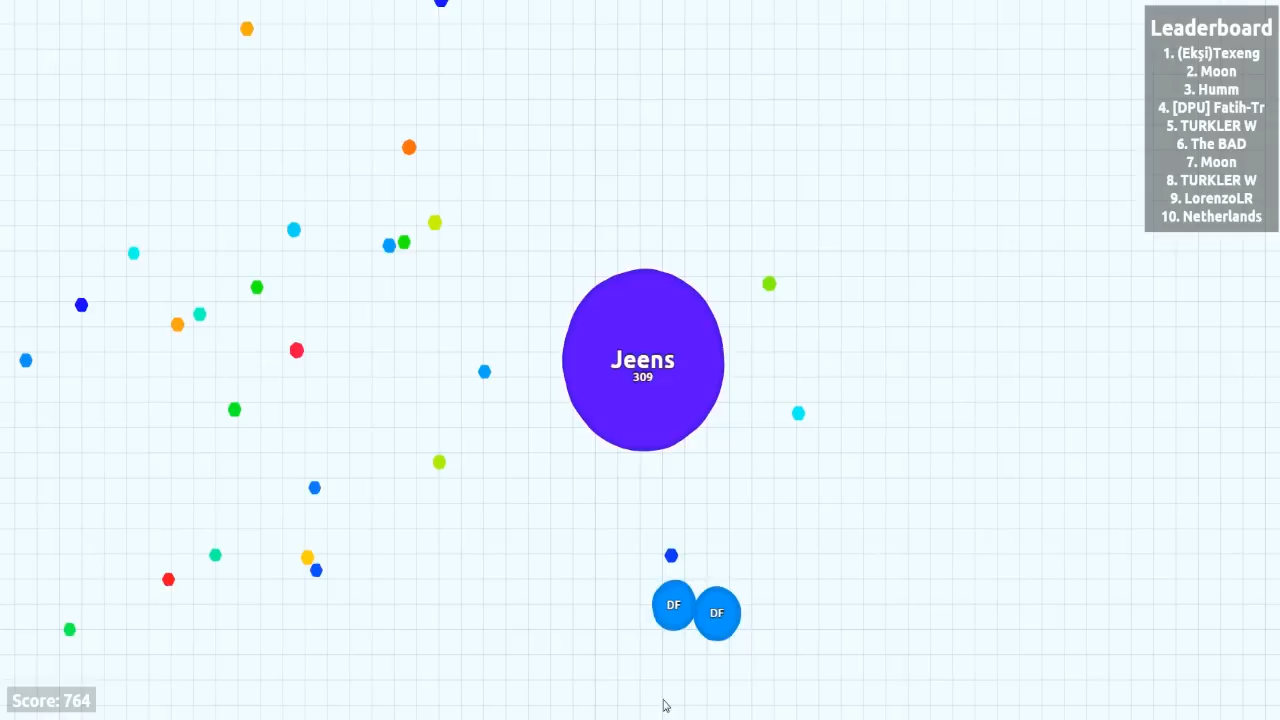 Leaderboard
1. (Ekşi)Texeng
2. Moon
3. Humm
4. [DPU] Fatih-Tr
5. TURKLER W
6. The BAD
7. Moon
8. TURKLER W
9. LorenzoLR
10. Netherlands
Jeens
309
DF
DF
Score: 764